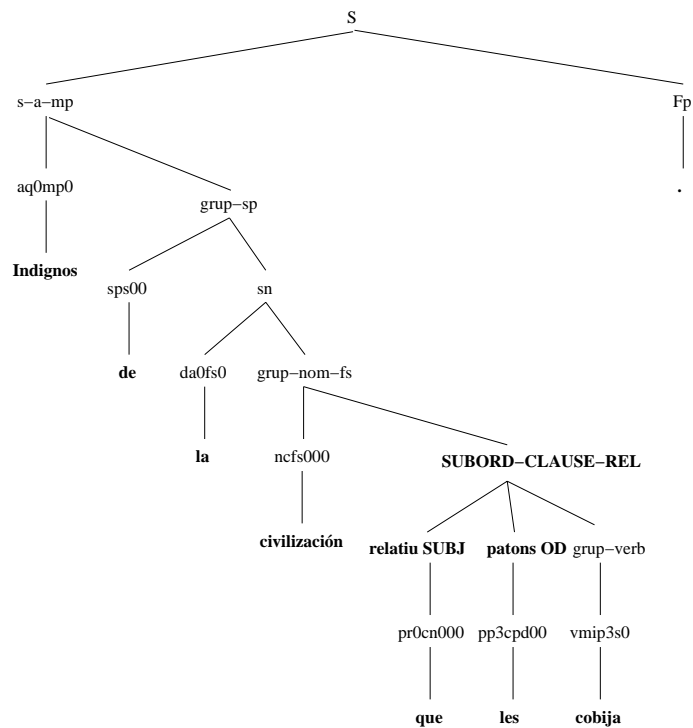 S
s−a−mp Fp
aq0mp0 grup−sp .
Indignos sps00 sn
de da0fs0 grup−nom−fs
la ncfs000 SUBORD−CLAUSE−REL
civilización relatiu SUBJ patons OD grup−verb
pr0cn000 pp3cpd00 vmip3s0
que les cobija